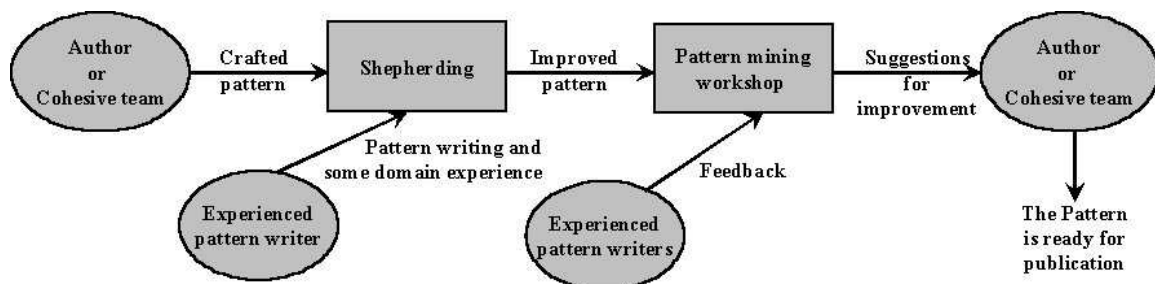 Author
or
Cohesive team
Crafted
pattern
Shepherding
Improved
pattern
Pattern mining
workshop
Suggestions
for
improvement
Author
or
Cohesive team
Pattern writing and
some domain experience
Feedback
Experienced
pattern writer
Experienced
pattern writers
The Pattern
is ready for
publication